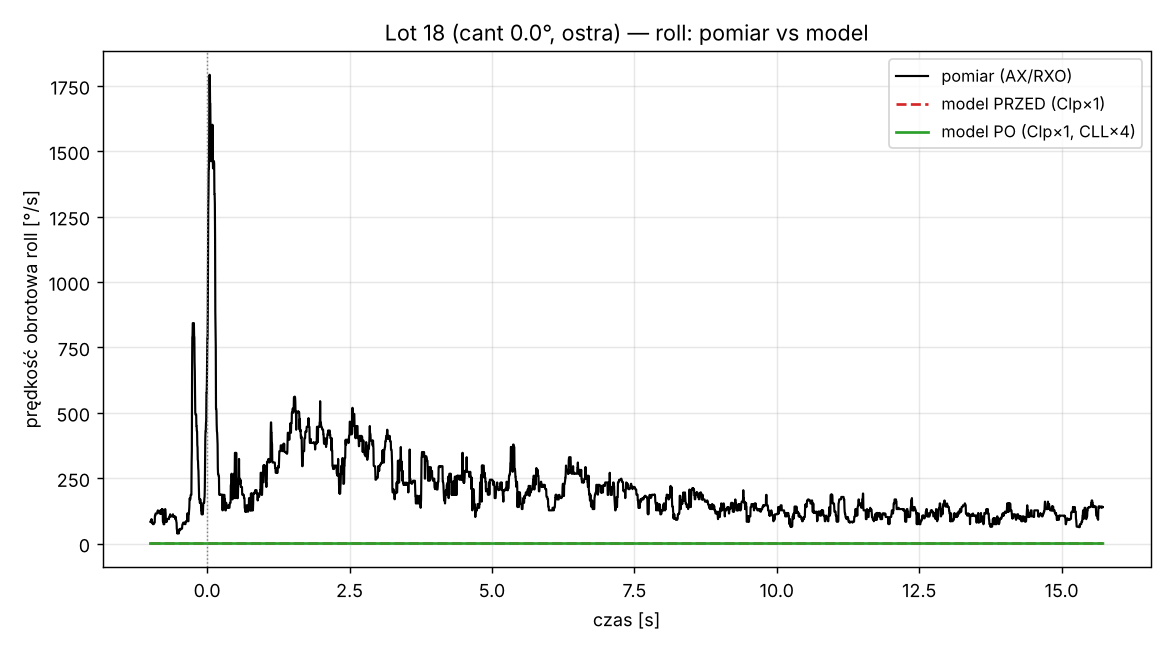 Lot 18 (cant 0.0°, ostra) — roll: pomiar vs model
pomiar (AX/RXO)
model PRZED (Clp×1)
model PO (Clp×1, CLL×4)
prędkość obrotowa roll [°/s]
1750
1500
1250
1000
750
500
250
0
0.0 2.5 5.0 7.5 10.0 12.5 15.0
czas [s]